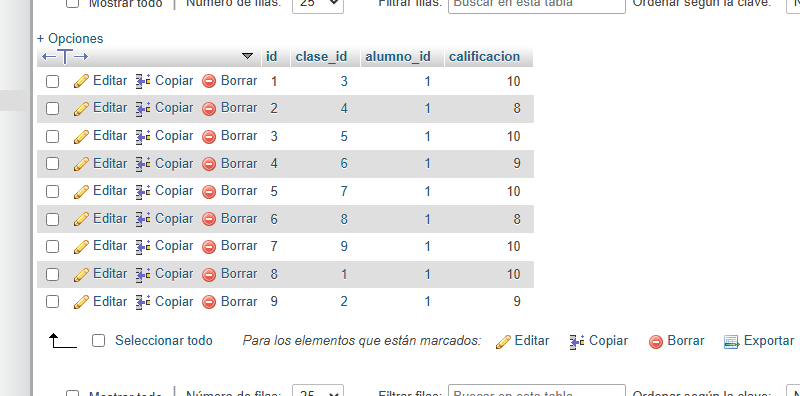 Mostrar todo | Número de filas: 25 Filtrar filas: Buscar en esta tabla Ordenar según la clave: N
+ Opciones
←T→ id clase_id alumno_id calificacion
Editar Copiar Borrar 1 3 1 10
Editar Copiar Borrar 2 4 1 8
Editar Copiar Borrar 3 5 1 10
Editar Copiar Borrar 4 6 1 9
Editar Copiar Borrar 5 7 1 10
Editar Copiar Borrar 6 8 1 8
Editar Copiar Borrar 7 9 1 10
Editar Copiar Borrar 8 1 1 10
Editar Copiar Borrar 9 2 1 9
Seleccionar todo Para los elementos que están marcados: Editar Copiar Borrar Exportar
Mostrar todo | Número de filas: 25 Filtrar filas: Buscar en esta tabla Ordenar según la clave: N